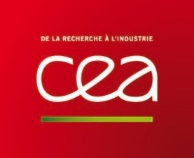 DE LA RECHERCHE À L'INDUSTRIE
cea